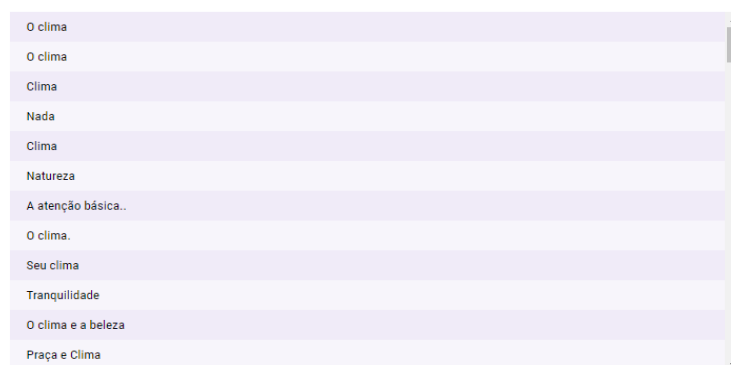 O clima
O clima
Clima
Nada
Clima
Natureza
A atenção básica..
O clima.
Seu clima
Tranquilidade
O clima e a beleza
Praça e Clima